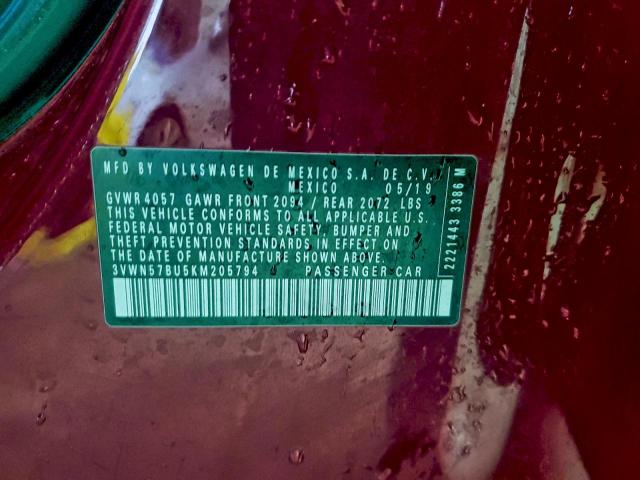 MFD BY VOLKSWAGEN DE MEXICO S.A. DE C.V.
MEXICO 05/19
GVWR 4057 GAWR FRONT 2094 / REAR 2072 LBS
THIS VEHICLE CONFORMS TO ALL APPLICABLE U.S.
FEDERAL MOTOR VEHICLE SAFETY, BUMPER AND
THEFT PREVENTION STANDARDS IN EFFECT ON
THE DATE OF MANUFACTURE SHOWN ABOVE.
3VWN57BU5KM205794 PASSENGER CAR
2221443 3386 M